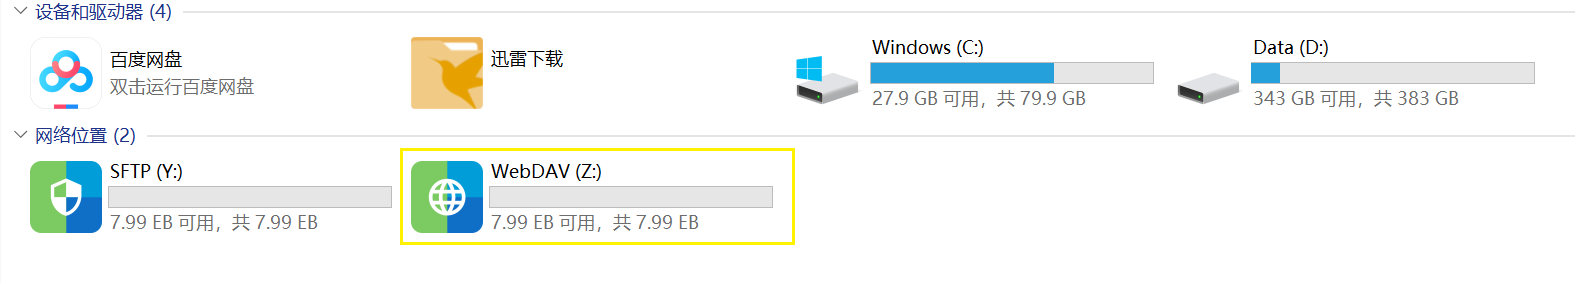 设备和驱动器 (4)
百度网盘
双击运行百度网盘
迅雷下载
Windows (C:)
27.9 GB 可用，共 79.9 GB
Data (D:)
343 GB 可用，共 383 GB
网络位置 (2)
SFTP (Y:)
7.99 EB 可用，共 7.99 EB
WebDAV (Z:)
7.99 EB 可用，共 7.99 EB